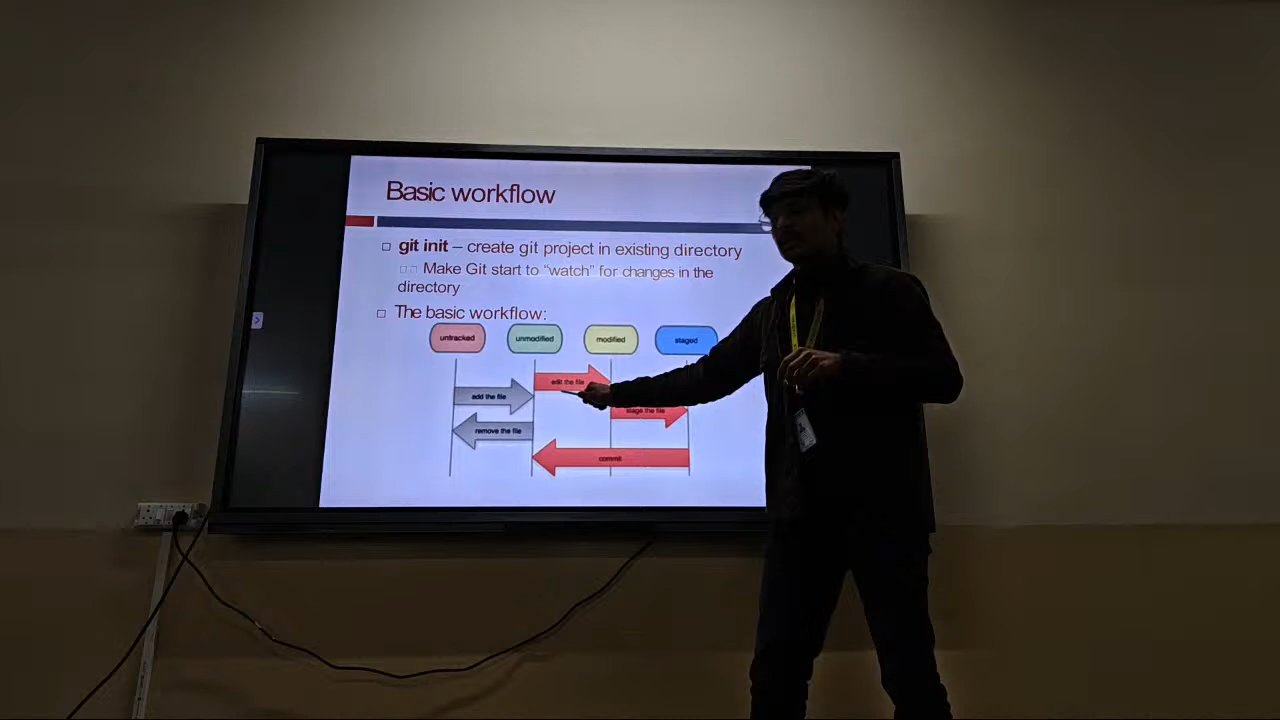 Basic workflow
□ git init – create git project in existing directory
□□ Make Git start to “watch” for changes in the
directory
□ The basic workflow:
untracked unmodified modified staged
edit the file
add the file
stage the file
remove the file
commit